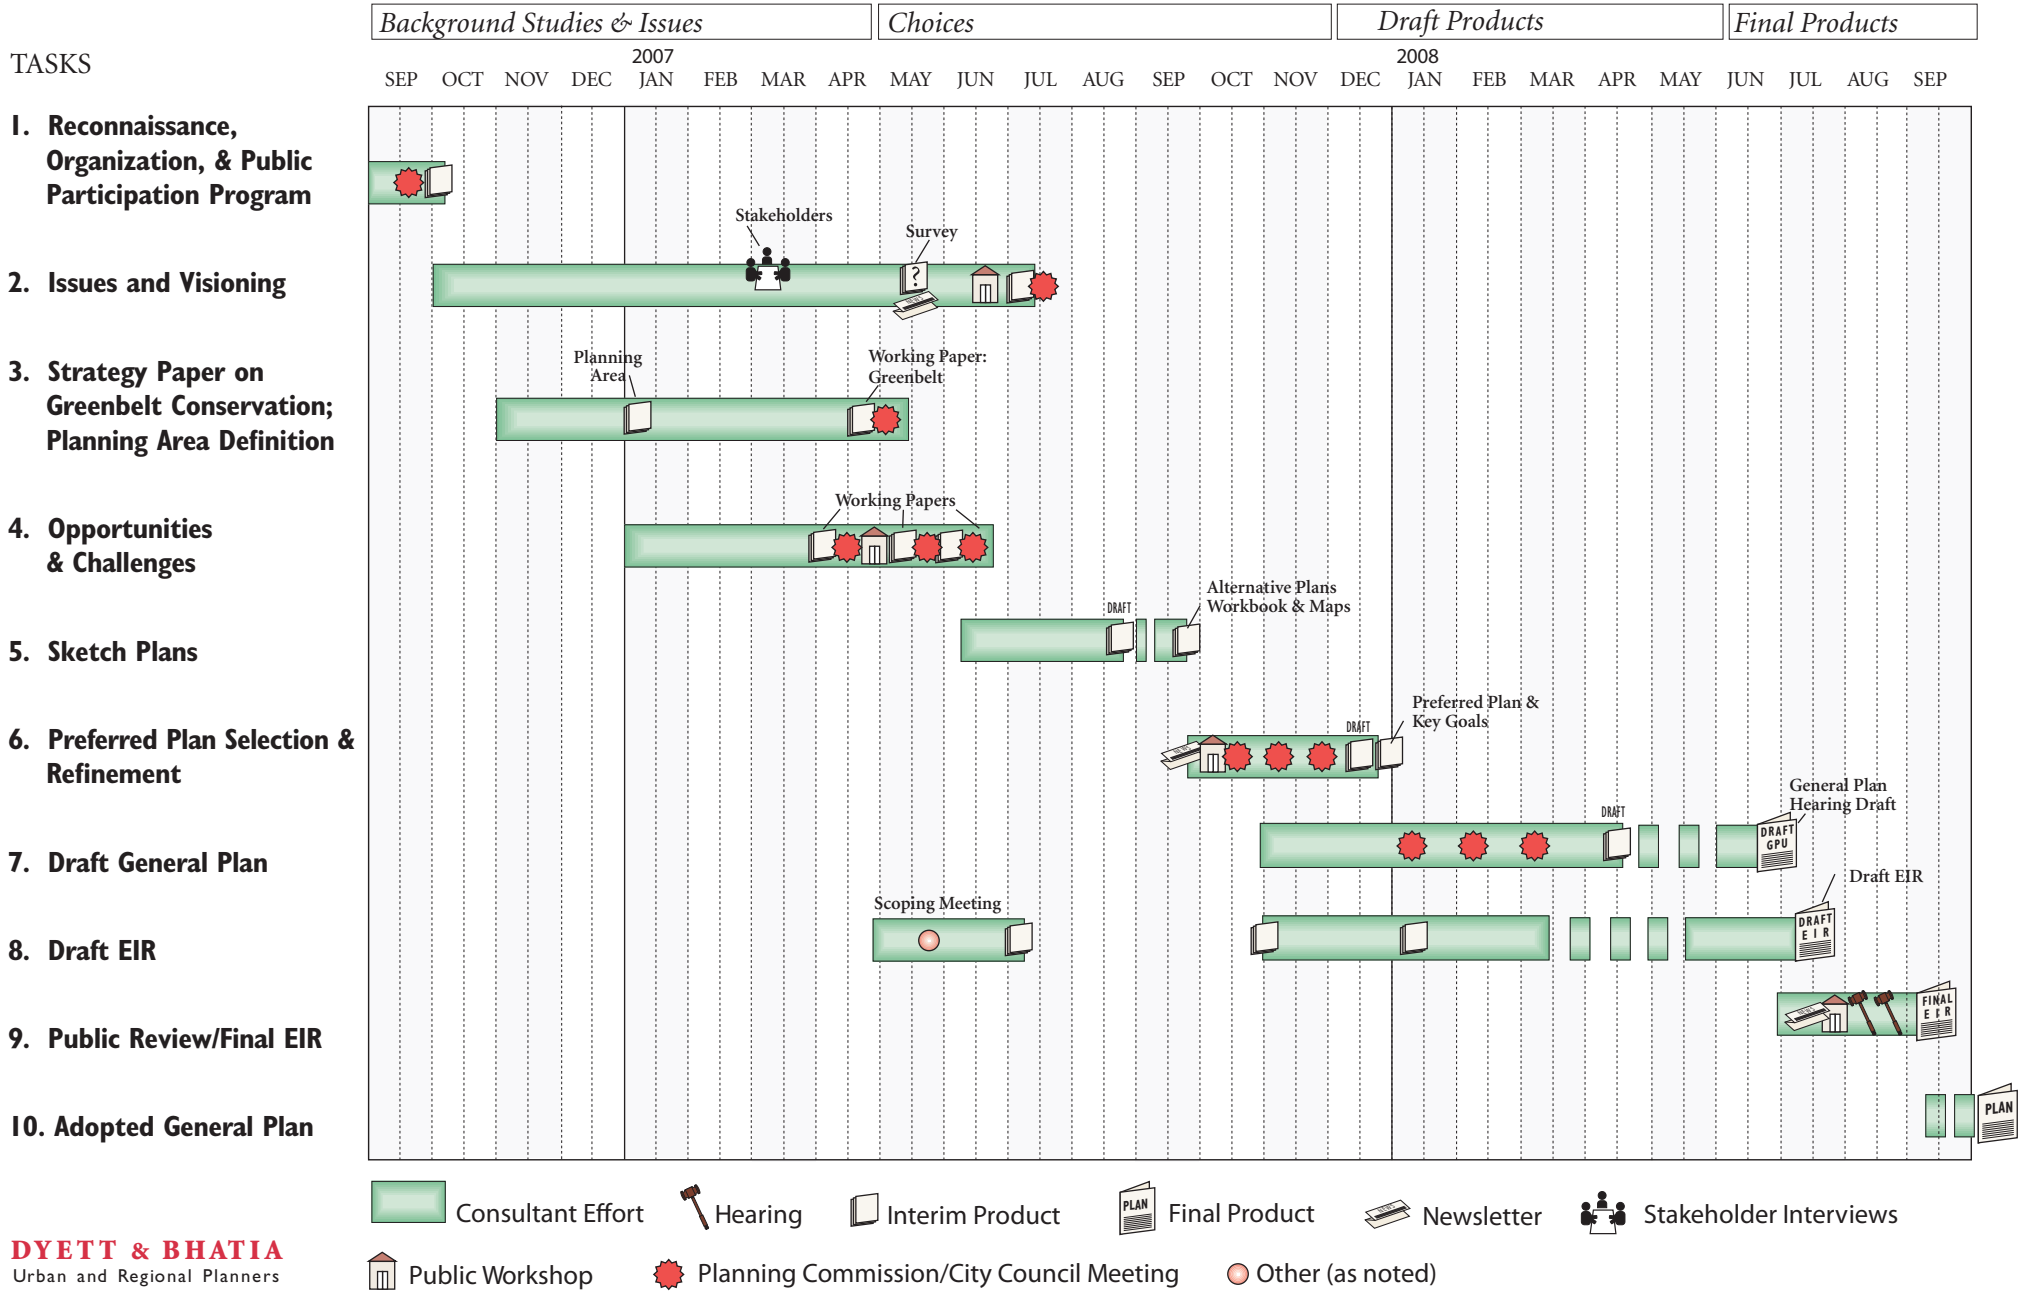 Background Studies & Issues
Choices
Draft Products
Final Products
TASKS
2007
2008
SEP OCT NOV DEC JAN FEB MAR APR MAY JUN JUL AUG SEP OCT NOV DEC JAN FEB MAR APR MAY JUN JUL AUG SEP
1. Reconnaissance,
Organization, & Public
Participation Program
Stakeholders
Survey
?
NEWS
2. Issues and Visioning
Planning
Area
Working Paper:
Greenbelt
3. Strategy Paper on
Greenbelt Conservation;
Planning Area Definition
Working Papers
4. Opportunities
& Challenges
DRAFT
Alternative Plans
Workbook & Maps
5. Sketch Plans
Preferred Plan &
Key Goals
DRAFT
NEWS
6. Preferred Plan Selection &
Refinement
General Plan
Hearing Draft
DRAFT
DRAFT
GPU
7. Draft General Plan
Draft EIR
Scoping Meeting
DRAFT
EIR
8. Draft EIR
NEWS
FINAL
EIR
9. Public Review/Final EIR
PLAN
10. Adopted General Plan
Consultant Effort
Hearing
Interim Product
PLAN
Final Product
NEWS
Newsletter
Stakeholder Interviews
DYETT & BHATIA
Urban and Regional Planners
Public Workshop
Planning Commission/City Council Meeting
Other (as noted)